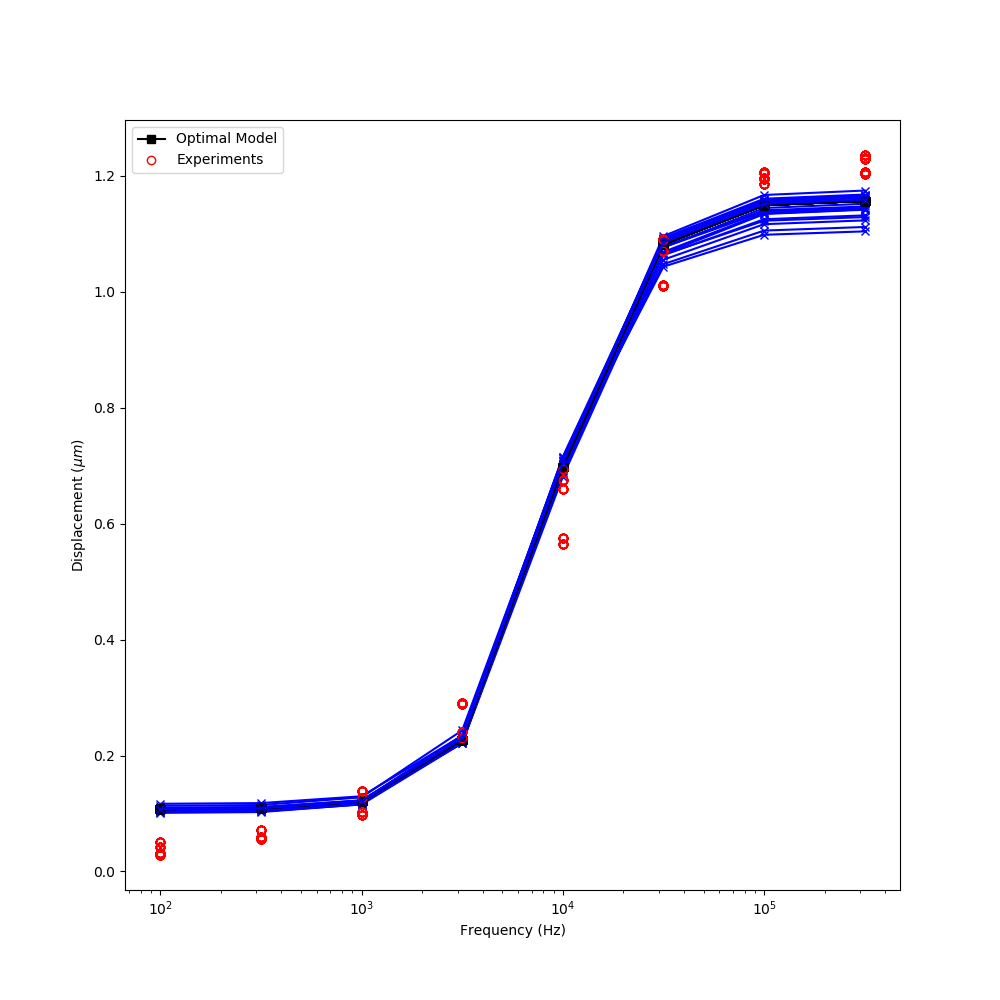 Optimal Model
Experiments
1.2
1.0
0.8
0.6
0.4
0.2
0.0
Displacement (μm)
10²
10³
10⁴
10⁵
Frequency (Hz)